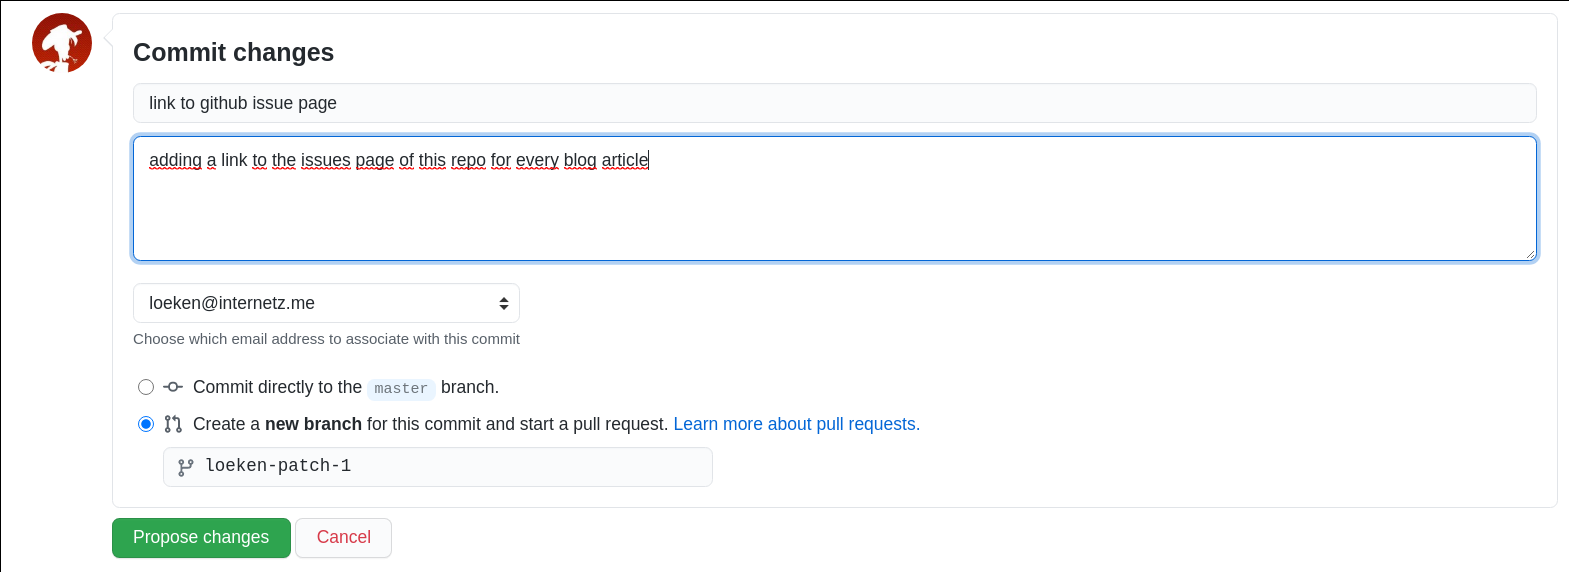 Commit changes
link to github issue page
adding a link to the issues page of this repo for every blog article
loeken@internetz.me
Choose which email address to associate with this commit
Commit directly to the master branch.
Create a new branch for this commit and start a pull request. Learn more about pull requests.
loeken-patch-1
Propose changes Cancel